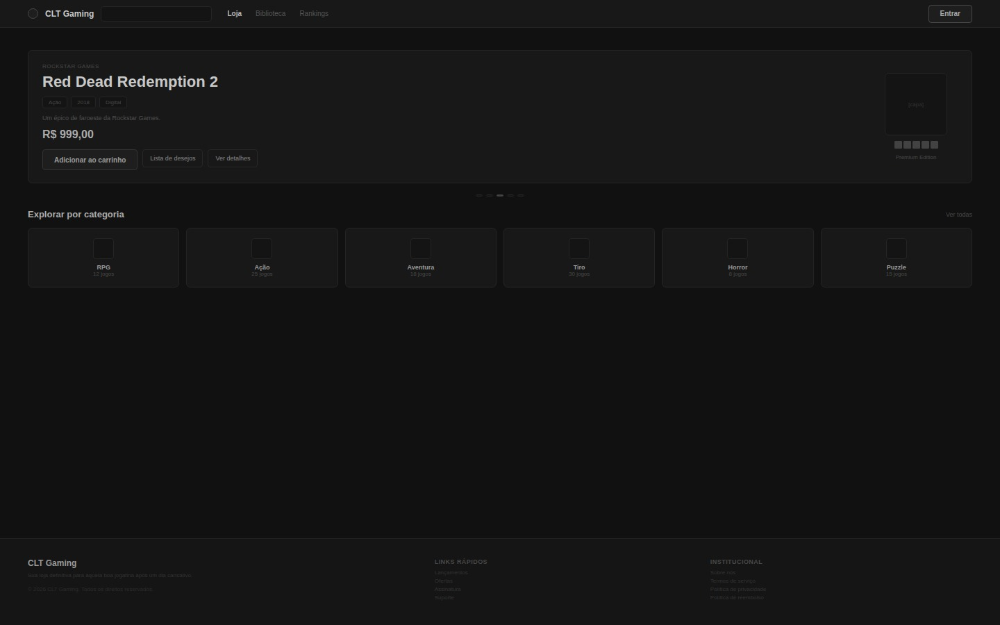 CLT Gaming
Loja
Biblioteca
Rankings
Entrar
ROCKSTAR GAMES
Red Dead Redemption 2
Ação
2018
Digital
Um épico de faroeste da Rockstar Games.
R$ 999,00
Adicionar ao carrinho
Lista de desejos
Ver detalhes
[capa]
Premium Edition
Explorar por categoria
Ver todas
RPG
12 jogos
Ação
25 jogos
Aventura
18 jogos
Tiro
30 jogos
Horror
8 jogos
Puzzle
15 jogos
CLT Gaming
Sua loja definitiva para aquela boa jogatina após um dia cansativo.
© 2026 CLT Gaming. Todos os direitos reservados.
LINKS RÁPIDOS
Lançamentos
Ofertas
Assinatura
Suporte
INSTITUCIONAL
Sobre nós
Termos de serviço
Política de privacidade
Política de reembolso